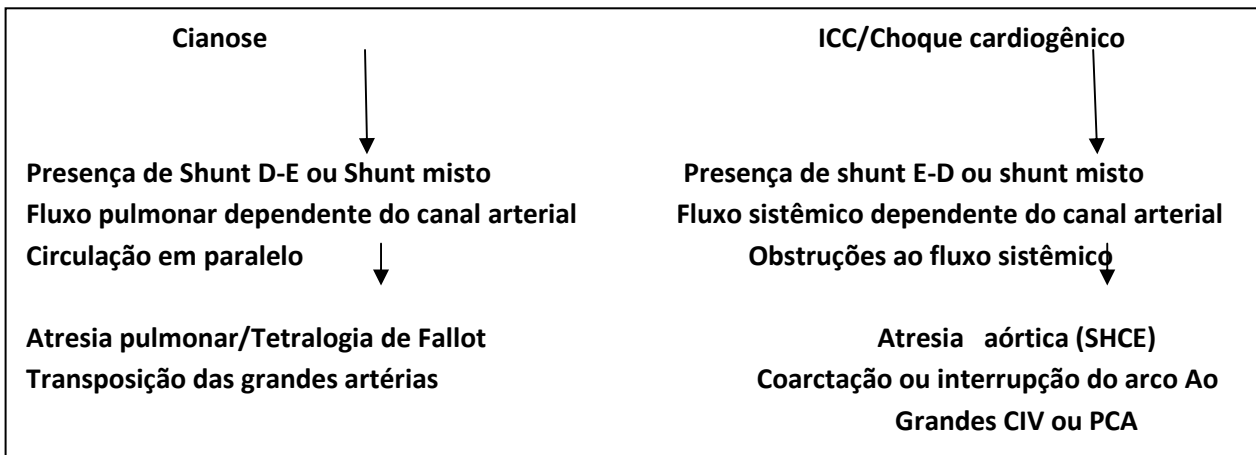 Cianose
Presença de Shunt D-E ou Shunt misto
Fluxo pulmonar dependente do canal arterial
Circulação em paralelo
Atresia pulmonar/Tetralogia de Fallot
Transposição das grandes artérias
ICC/Choque cardiogênico
Presença de shunt E-D ou shunt misto
Fluxo sistêmico dependente do canal arterial
Obstruções ao fluxo sistêmico
Atresia aórtica (SHCE)
Coarctação ou interrupção do arco Ao
Grandes CIV ou PCA